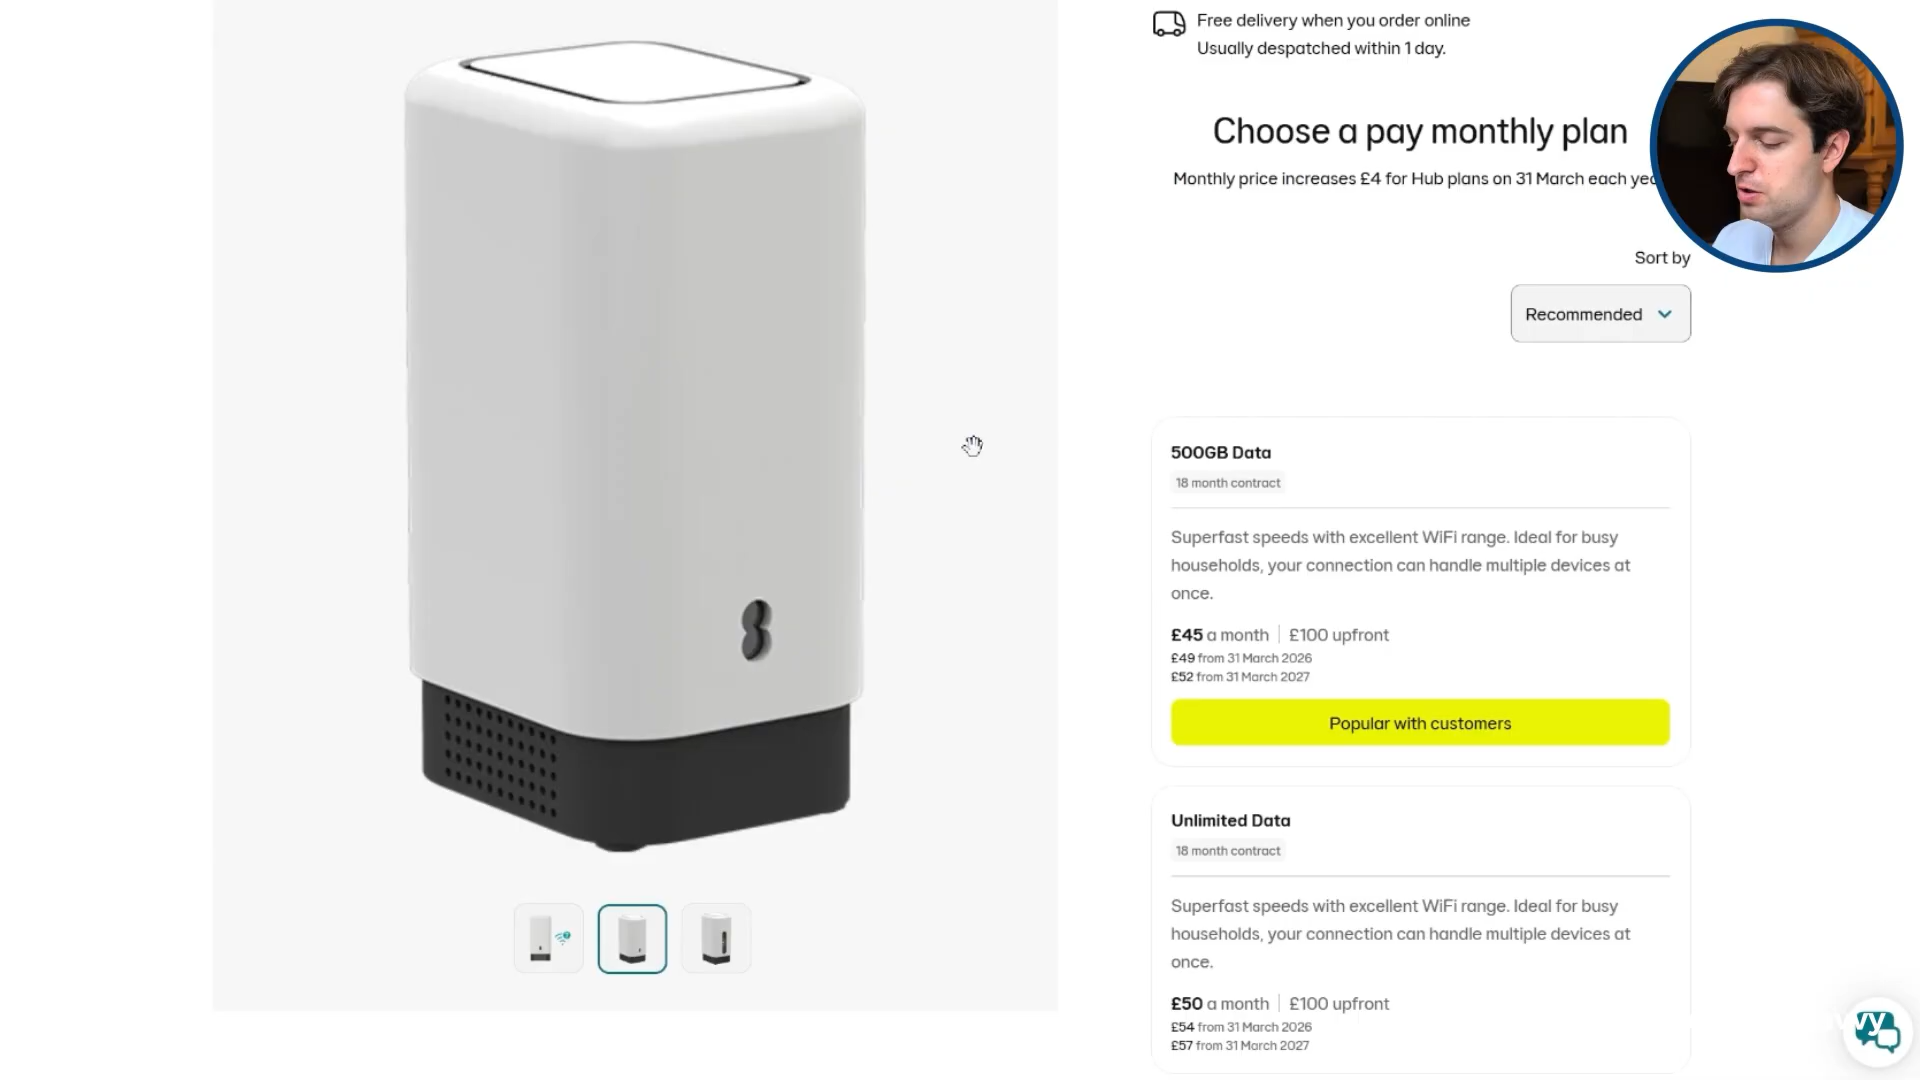 Free delivery when you order online
Usually despatched within 1 day.
Choose a pay monthly plan
Monthly price increases £4 for Hub plans on 31 March each
Sort by
Recommended
500GB Data
18 month contract
Superfast speeds with excellent WiFi range. Ideal for busy
households, your connection can handle multiple devices at
once.
£45 a month | £100 upfront
£49 from 31 March 2026
£52 from 31 March 2027
Popular with customers
Unlimited Data
18 month contract
Superfast speeds with excellent WiFi range. Ideal for busy
households, your connection can handle multiple devices at
once.
£50 a month | £100 upfront
£54 from 31 March 2026
£57 from 31 March 2027